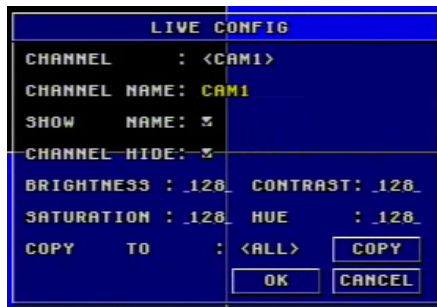 LIVE CONFIG
CHANNEL : <CAM1>
CHANNEL NAME: CAM1
SHOW NAME:
CHANNEL HIDE:
BRIGHTNESS : 128 CONTRAST: 128
SATURATION : 128 HUE : 128
COPY TO : <ALL> COPY
OK CANCEL